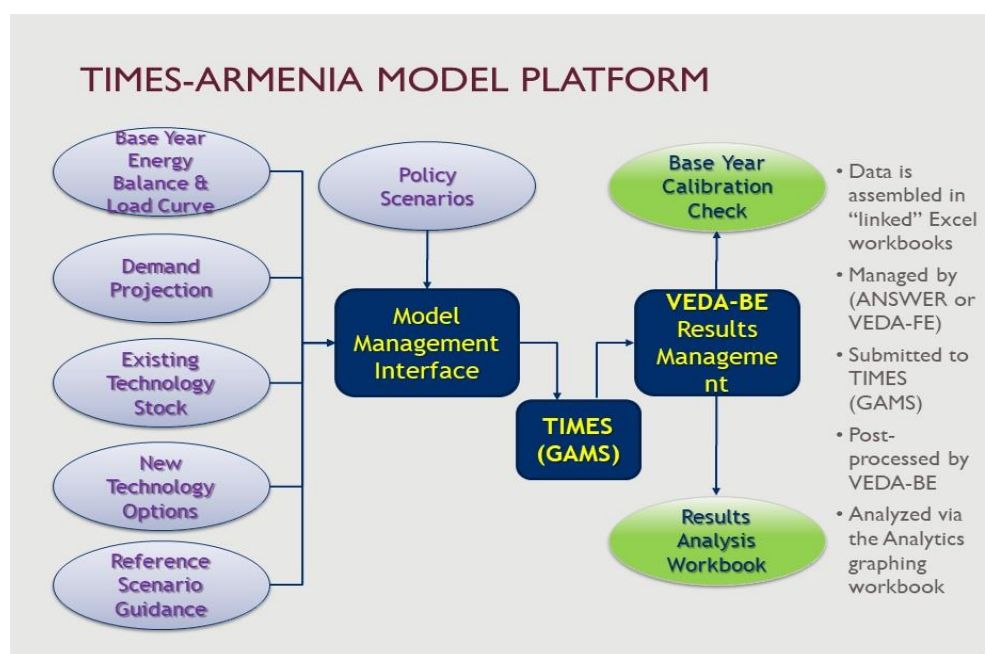 TIMES-ARMENIA MODEL PLATFORM
Base Year
Energy
Balance &
Load Curve
Demand
Projection
Existing
Technology
Stock
New
Technology
Options
Reference
Scenario
Guidance
Policy
Scenarios
Model
Management
Interface
TIMES
(GAMS)
Base Year
Calibration
Check
VEDA-BE
Results
Manageme
nt
Results
Analysis
Workbook
• Data is
assembled in
“linked” Excel
workbooks
• Managed by
(ANSWER or
VEDA-FE)
• Submitted to
TIMES
(GAMS)
• Post-
processed by
VEDA-BE
• Analyzed via
the Analytics
graphing
workbook